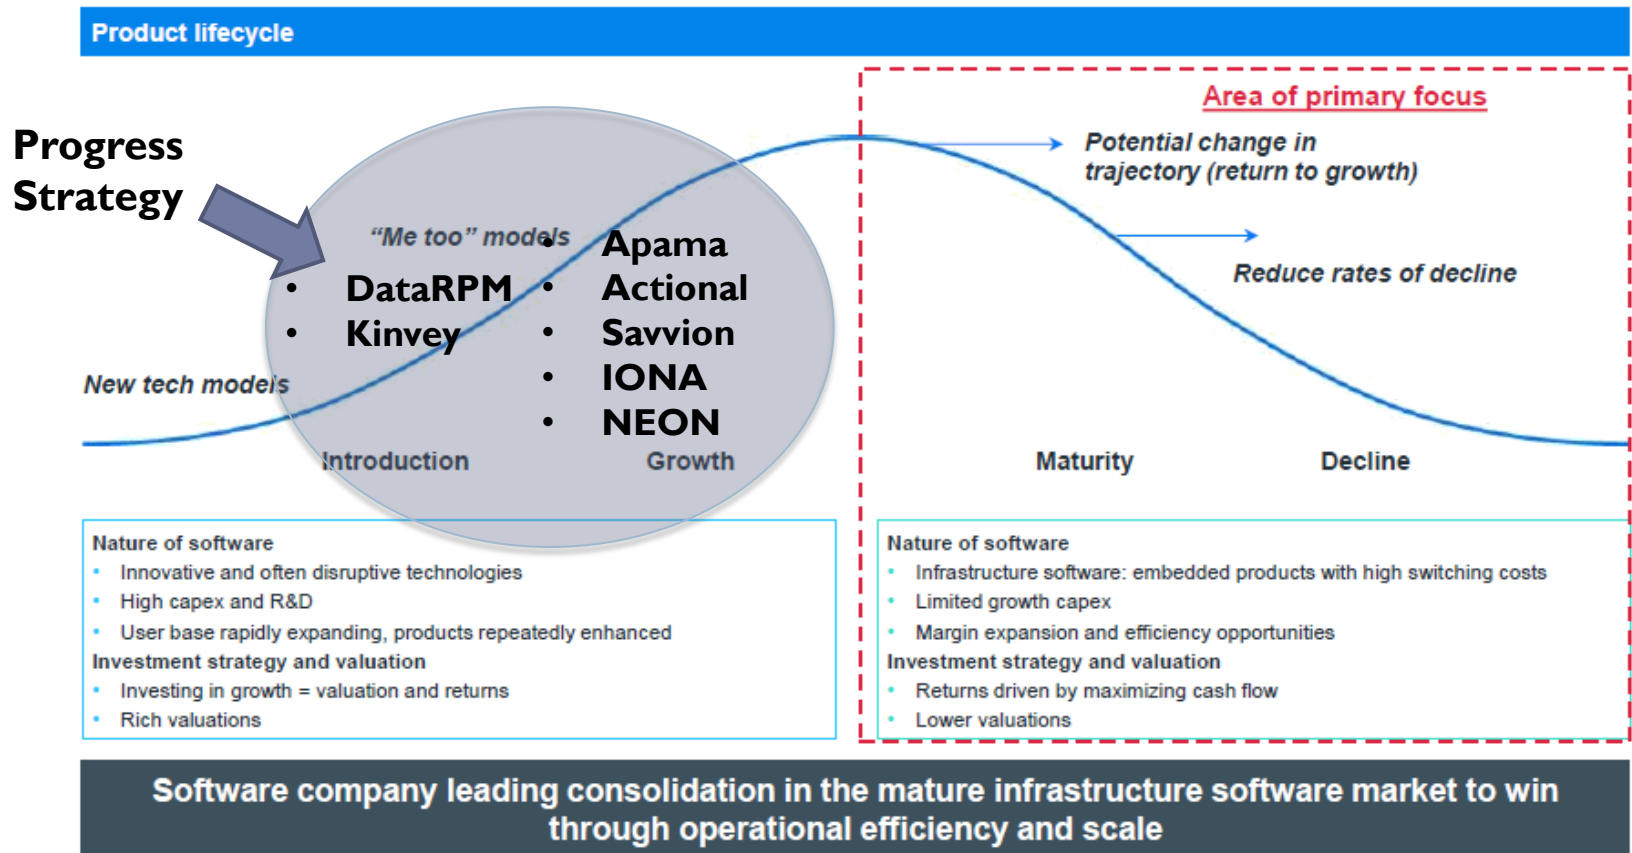 Product lifecycle
Area of primary focus
Progress
Strategy
Potential change in
trajectory (return to growth)
“Me too” models
• Apama
Reduce rates of decline
• DataRPM
• Actional
• Kinvey
• Savvion
New tech models
• IONA
• NEON
Introduction
Growth
Maturity
Decline
Nature of software
• Innovative and often disruptive technologies
• High capex and R&D
• User base rapidly expanding, products repeatedly enhanced
Investment strategy and valuation
• Investing in growth = valuation and returns
• Rich valuations
Nature of software
• Infrastructure software: embedded products with high switching costs
• Limited growth capex
• Margin expansion and efficiency opportunities
Investment strategy and valuation
• Returns driven by maximizing cash flow
• Lower valuations
Software company leading consolidation in the mature infrastructure software market to win
through operational efficiency and scale